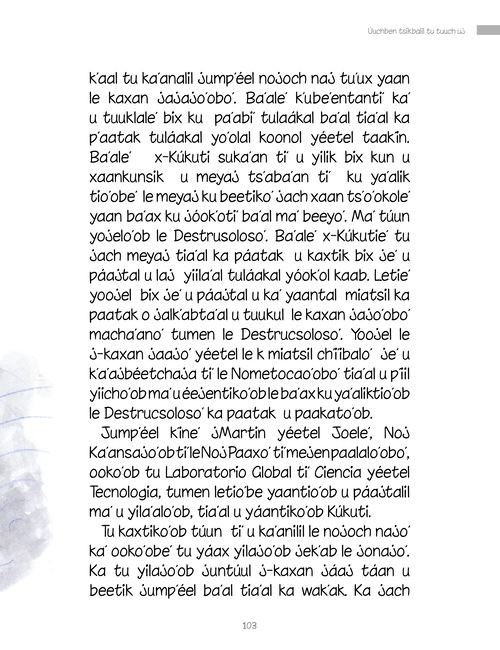 Úuchben tsikbalil tu tuuch uj
k'aal tu ka'analil jump'éel nojoch naj tu'ux yaan
le kaxan jajajo'obo'. Ba'ale' k'ube'entanti' ka'
u tuuklale' bix ku pa'abi' tulaákal ba'al tia'al ka
p'aatak tuláakal yo'olal koonol yéetel taak'in.
Ba'ale' x-Kúkuti suka'an ti' u yilik bix kun u
xaankunsik u meyaj ts'aba'an ti' ku ya'alik
tio'obe' le meyaj ku beetiko' jach xaan ts'o'okole'
yaan ba'ax ku jóok'oti' ba'al ma' beeyo'. Ma' túun
yojelo'ob le Destrusoloso'. Ba'ale' x-Kúkutie' tu
jach meyaj tia'al ka páatak u kaxtik bix je' u
páajtal u laj yiila'al tuláakal yóok'ol kaab. Letie'
yoojel bix je' u páajtal u ka' yaantal miatsil ka
paatak o jalk'abta'al u tuukul le kaxan jajo'obo'
macha'ano' tumen le Destrucsoloso'. Yoojel le
j-kaxan jaajo' yéetel le k miatsil ch'i'ibalo' je' u
k'a'ajbéetchaja ti' le Nometocao'obo' tia'al u p'iil
yiicho'ob ma' u éejentiko'ob le ba'ax ku ya'aliktio'ob
le Destrucsoloso' ka paatak u paakato'ob.
Jump'éel k'iine' jMartin yéetel Joele', Noj
Ka'ansajo'ob ti' le Noj Paaxo' ti' mejen paalalo'obo',
ooko'ob tu Laboratorio Global ti' Ciencia yéetel
Tecnologia, tumen letio'be yaantio'ob u páajtalil
ma' u yila'alo'ob, tia'al u yáantiko'ob Kúkuti.
Tu kaxtiko'ob túun ti' u ka'anilil le nojoch najo'
ka' ooko'obe' tu yáax yilajo'ob jek'ab le jonajo'.
Ka tu yilajo'ob juntúul j-kaxan jáaj táan u
beetik jump'éel ba'al tia'al ka wak'ak. Ka jach
103